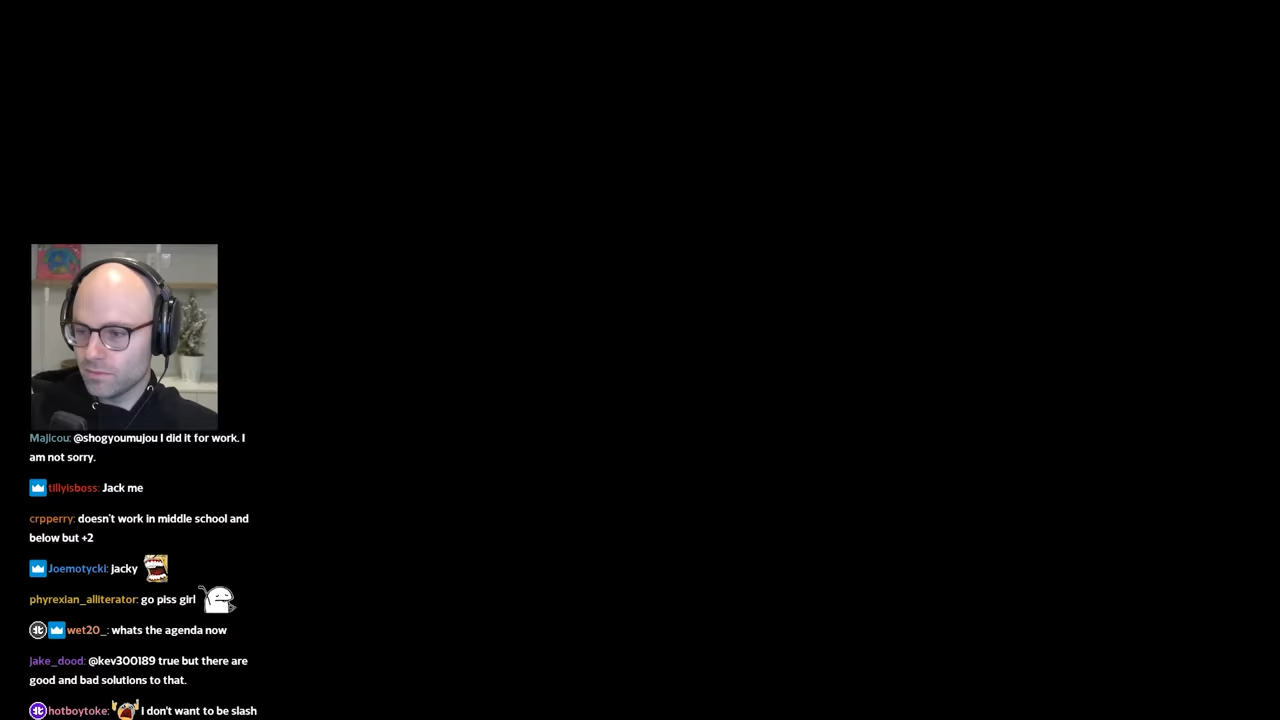 Majicou: @shogyoumujou I did it for work. I
am not sorry.
tillyisboss: Jack me
crpperry: doesn't work in middle school and
below but +2
Joemotycki: jacky
phyrexian_alliterator: go piss girl
wet20_: whats the agenda now
Jake_dood: @kev300189 true but there are
good and bad solutions to that.
hotboytoke: I don't want to be slash